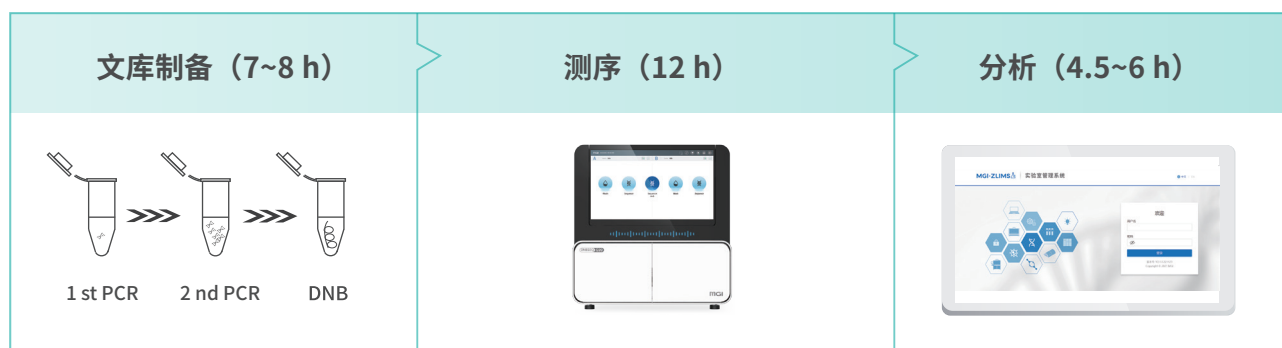 文库制备（7~8 h）
测序（12 h）
分析（4.5~6 h）
1 st PCR
2 nd PCR
DNB
MGI
MGI-ZLIMS
实验室管理系统